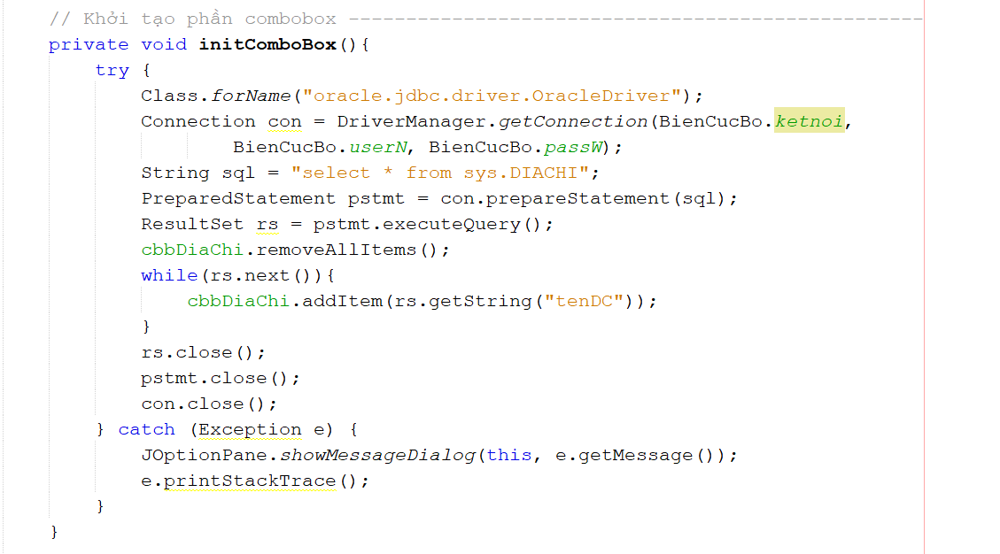 // Khởi tạo phần combobox --------------------------------------------------
private void initComboBox(){
try {
Class.forName("oracle.jdbc.driver.OracleDriver");
Connection con = DriverManager.getConnection(BienCucBo.ketnoi,
BienCucBo.userN, BienCucBo.passW);
String sql = "select * from sys.DIACHI";
PreparedStatement pstmt = con.prepareStatement(sql);
ResultSet rs = pstmt.executeQuery();
cbbDiaChi.removeAllItems();
while(rs.next()){
cbbDiaChi.addItem(rs.getString("tenDC"));
}
rs.close();
pstmt.close();
con.close();
} catch (Exception e) {
JOptionPane.showMessageDialog(this, e.getMessage());
e.printStackTrace();
}
}